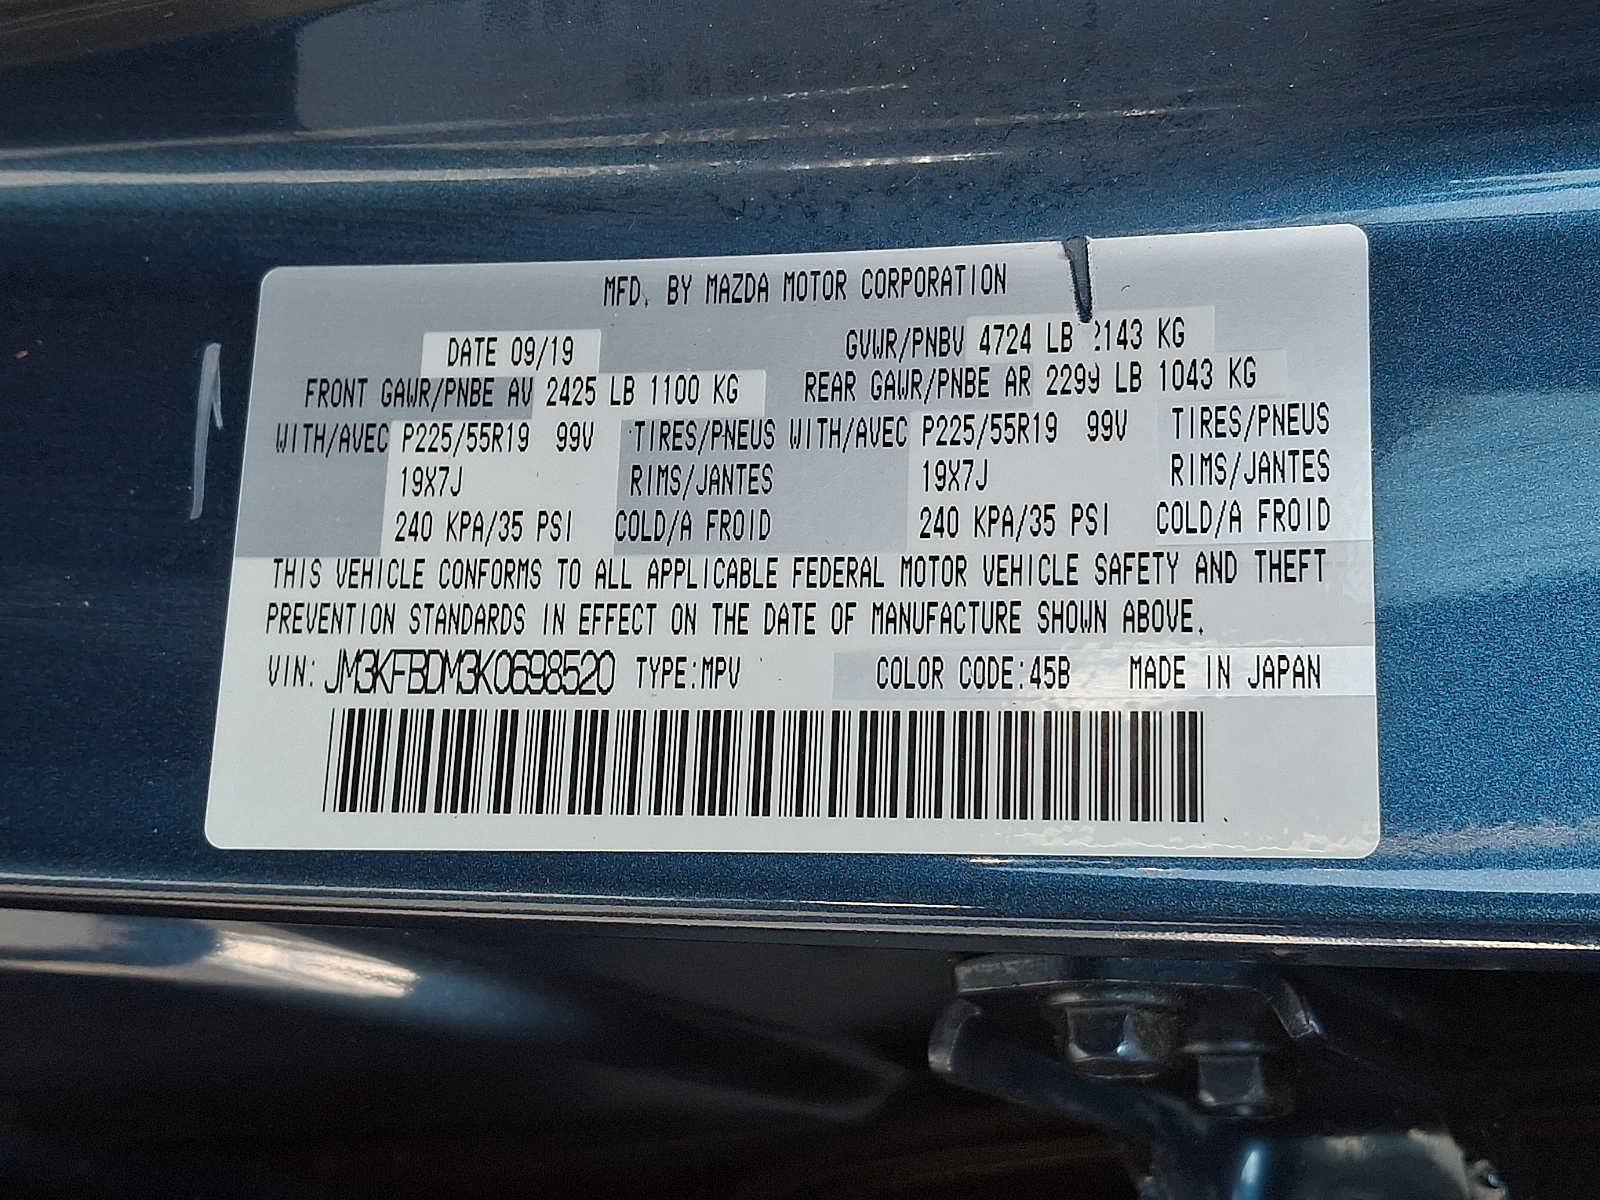 MFD. BY MAZDA MOTOR CORPORATION
DATE 09/19 GVWR/PNBV 4724 LB 2143 KG
FRONT GAWR/PNBE AV 2425 LB 1100 KG REAR GAWR/PNBE AR 2299 LB 1043 KG
WITH/AVEC P225/55R19 99V TIRES/PNEUS WITH/AVEC P225/55R19 99V TIRES/PNEUS
19X7J RIMS/JANTES 19X7J RIMS/JANTES
240 KPA/35 PSI COLD/A FROID 240 KPA/35 PSI COLD/A FROID
THIS VEHICLE CONFORMS TO ALL APPLICABLE FEDERAL MOTOR VEHICLE SAFETY AND THEFT
PREVENTION STANDARDS IN EFFECT ON THE DATE OF MANUFACTURE SHOWN ABOVE.
VIN: JM3KFBDM3K0698520 TYPE:MPV COLOR CODE:45B MADE IN JAPAN